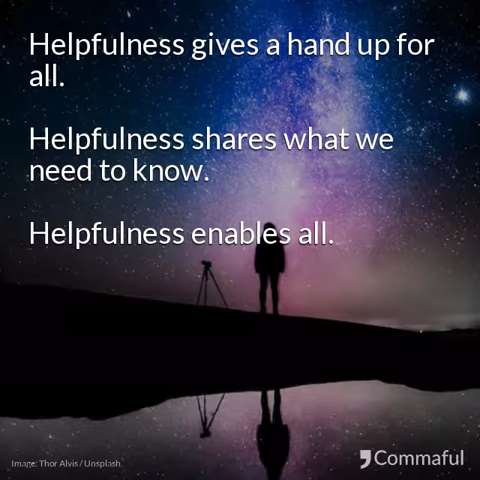 Helpfulness gives a hand up for
all.
Helpfulness shares what we
need to know.
Helpfulness enables all.
Image: Thor Alvis / Unsplash
Commaful